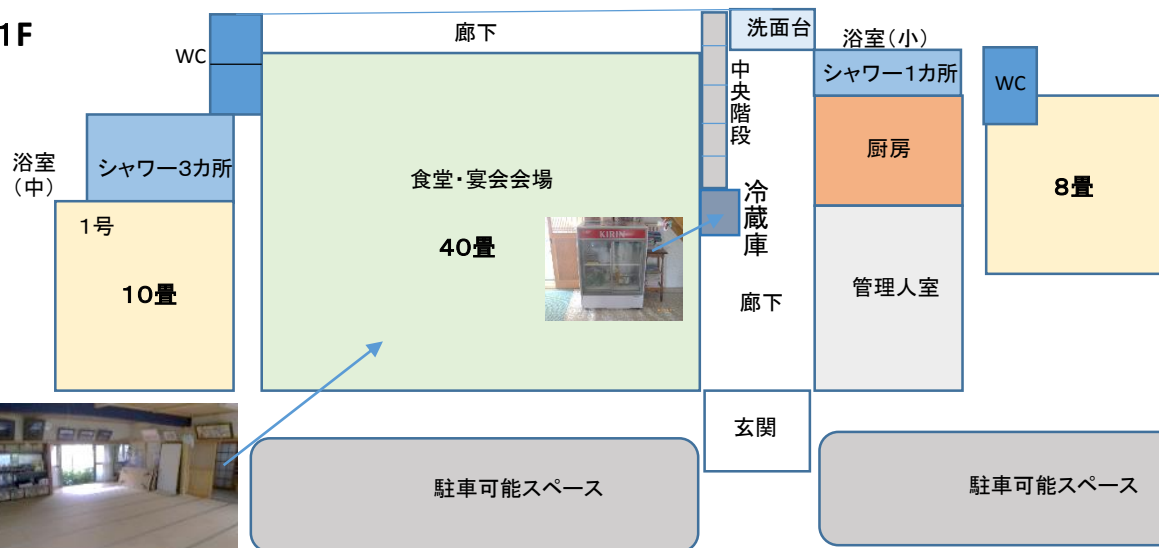 1F
廊下
洗面台
浴室(小)
WC
中央階段
シャワー1カ所
WC
厨房
浴室
(中)
シャワー3カ所
食堂・宴会会場
冷蔵庫
8畳
1号
KIRIN
40畳
10畳
管理人室
廊下
玄関
駐車可能スペース
駐車可能スペース